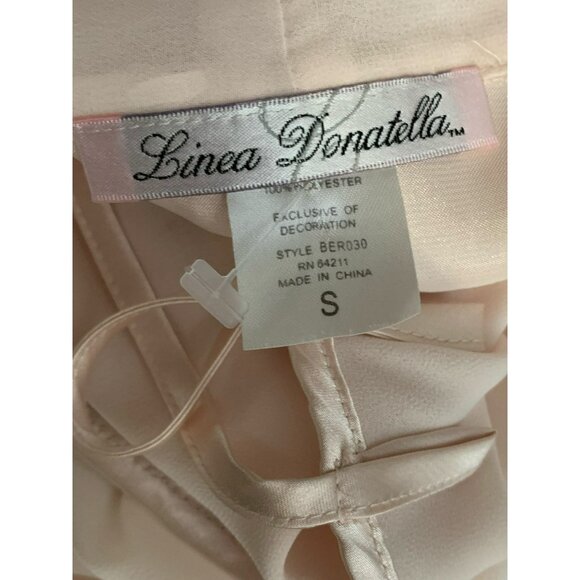 Linea Donatella™
100% POLYESTER
EXCLUSIVE OF
DECORATION
STYLE BER030
RN 64211
MADE IN CHINA
S